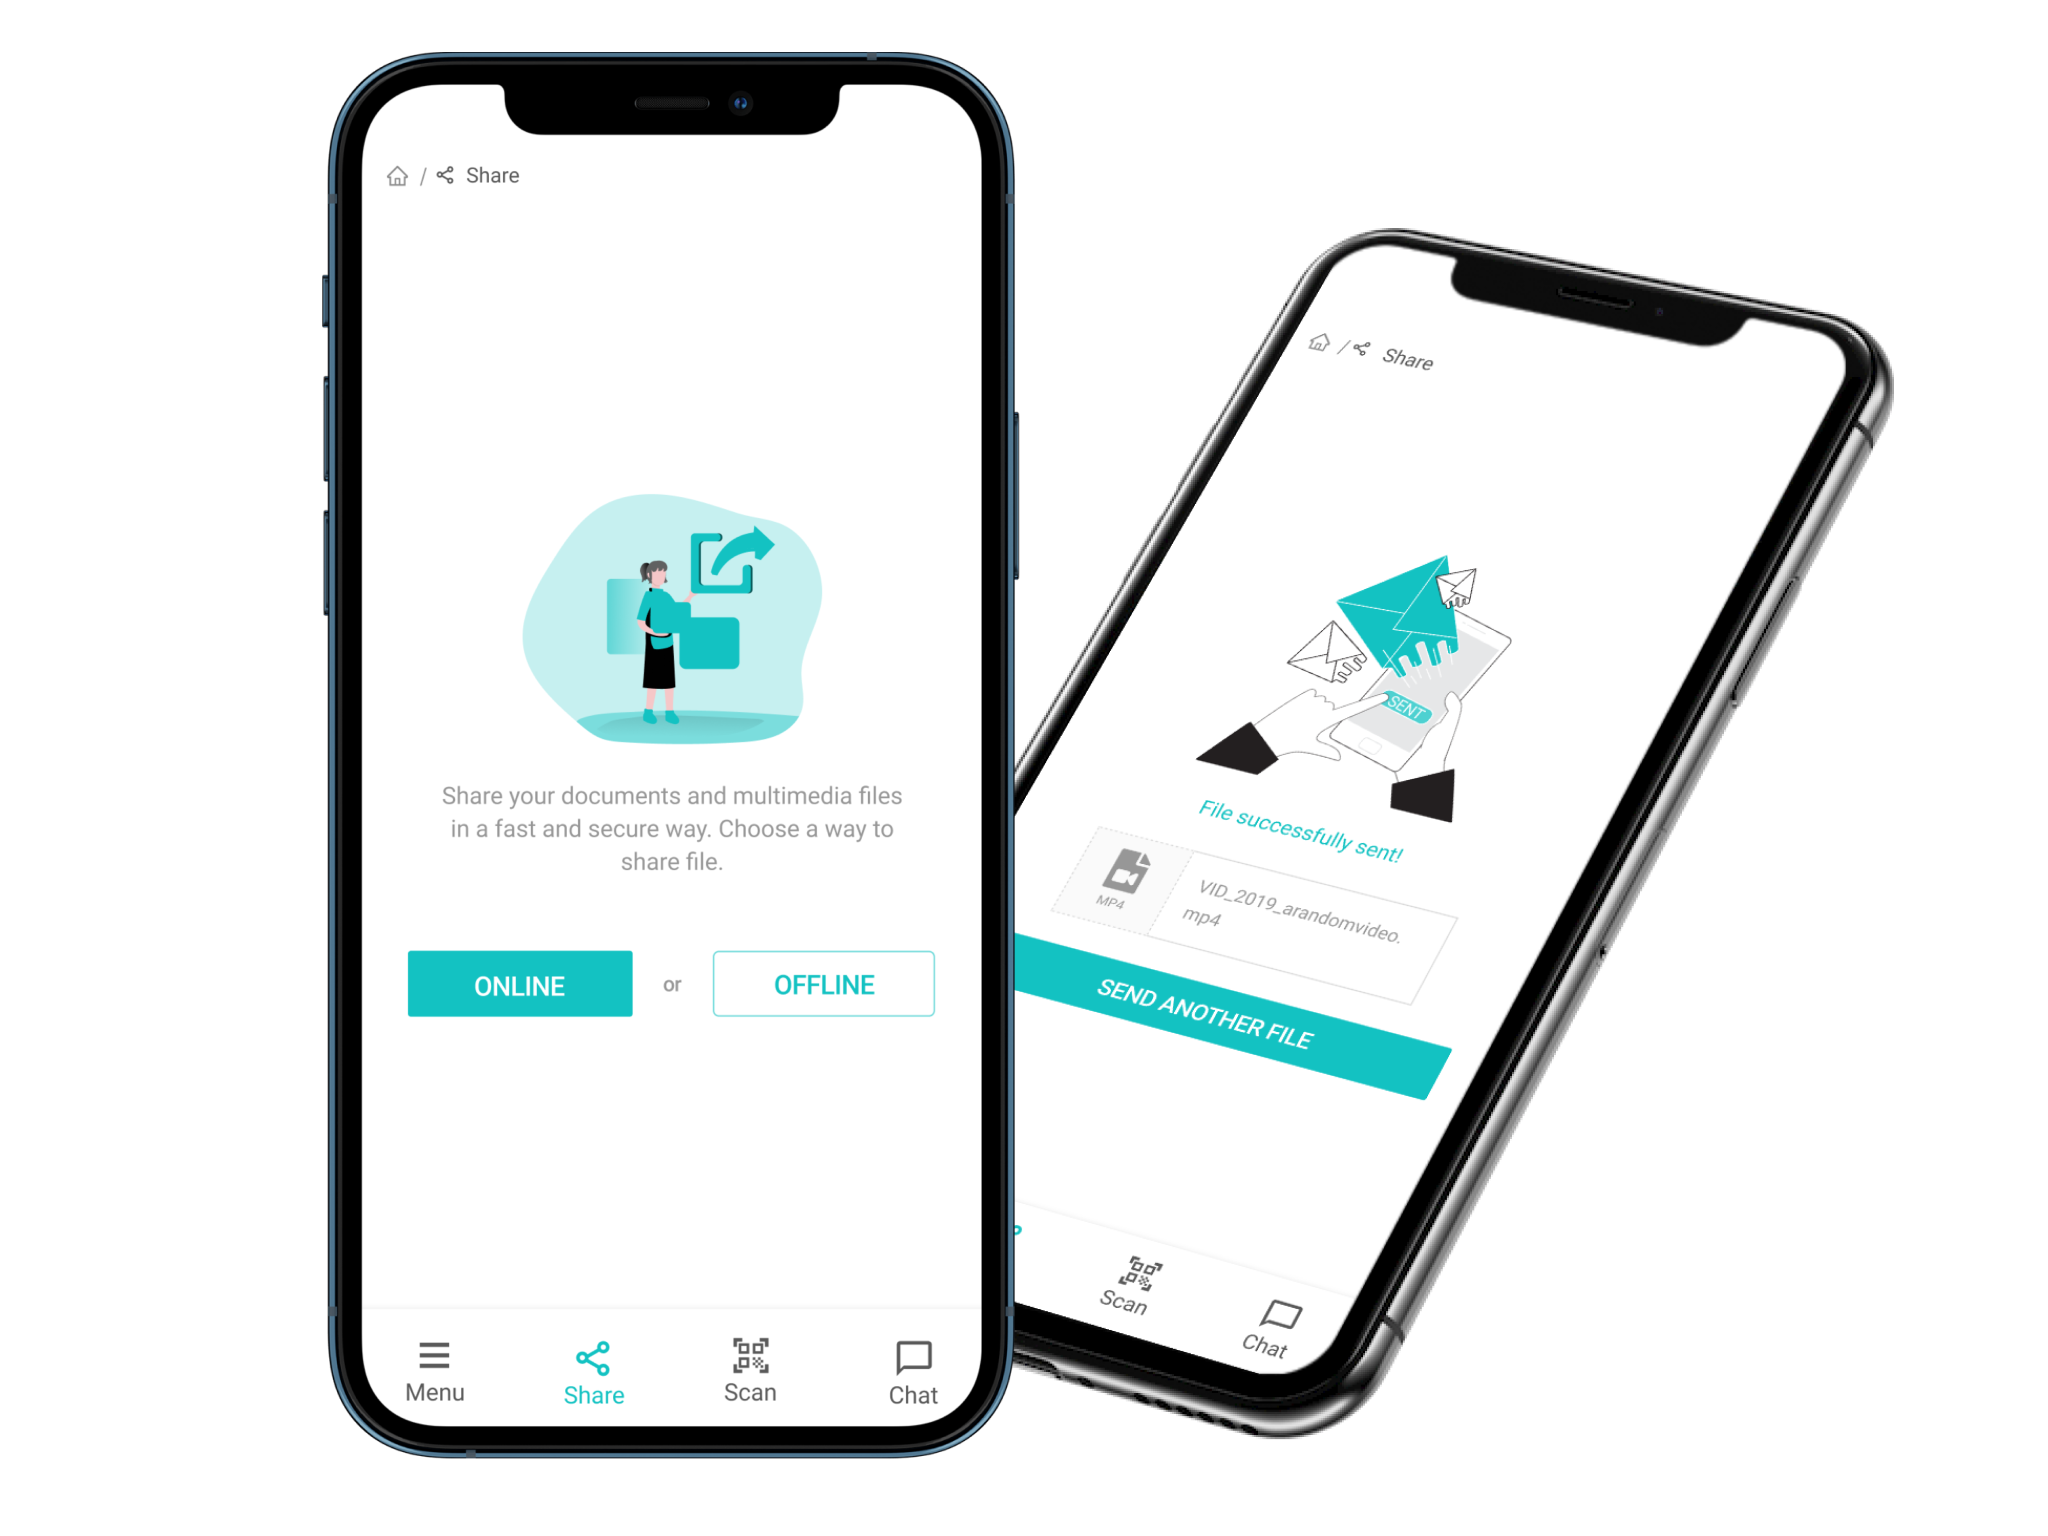 / Share
Share your documents and multimedia files
in a fast and secure way. Choose a way to
share file.
ONLINE or OFFLINE
Menu Share Scan Chat
/ Share
SENT
File successfully sent!
MP4
VID_2019_arandomvideo.
mp4
SEND ANOTHER FILE
Scan
Chat